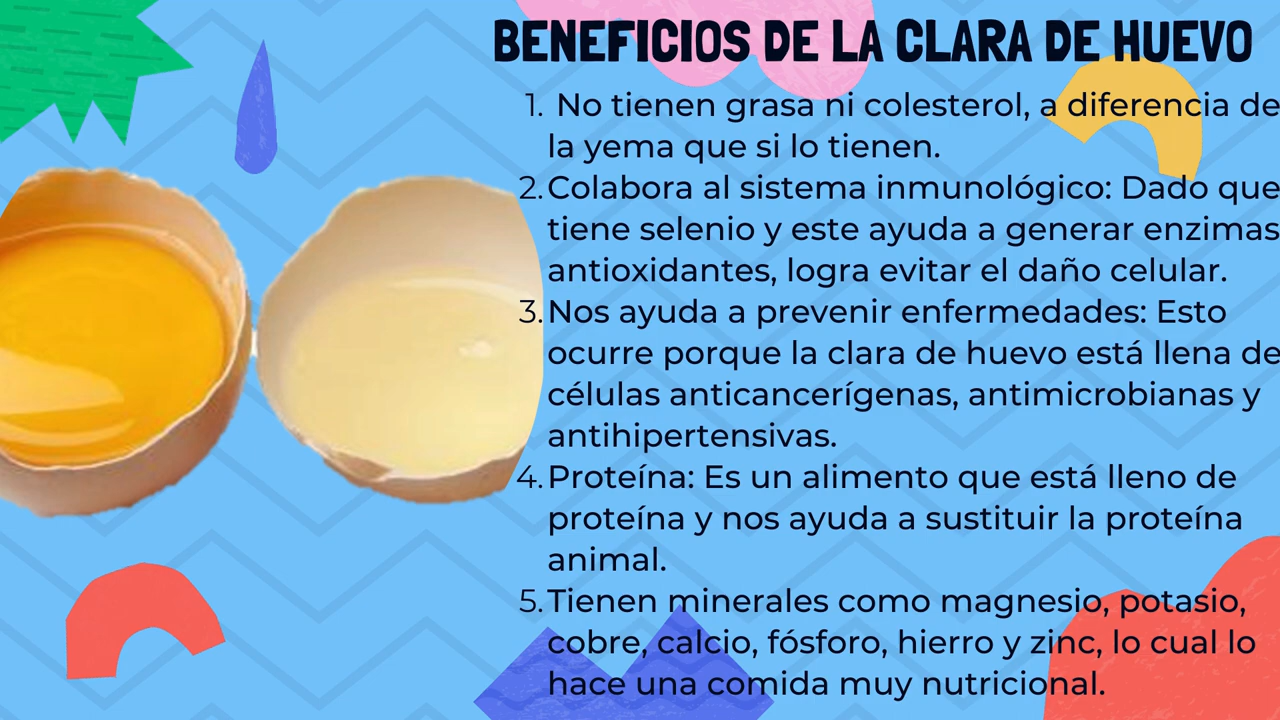 BENEFICIOS DE LA CLARA DE HUEVO
1. No tienen grasa ni colesterol, a diferencia de
la yema que si lo tienen.
2. Colabora al sistema inmunológico: Dado que
tiene selenio y este ayuda a generar enzimas
antioxidantes, logra evitar el daño celular.
3. Nos ayuda a prevenir enfermedades: Esto
ocurre porque la clara de huevo está llena de
células anticancerígenas, antimicrobianas y
antihipertensivas.
4. Proteína: Es un alimento que está lleno de
proteína y nos ayuda a sustituir la proteína
animal.
5. Tienen minerales como magnesio, potasio,
cobre, calcio, fósforo, hierro y zinc, lo cual lo
hace una comida muy nutricional.